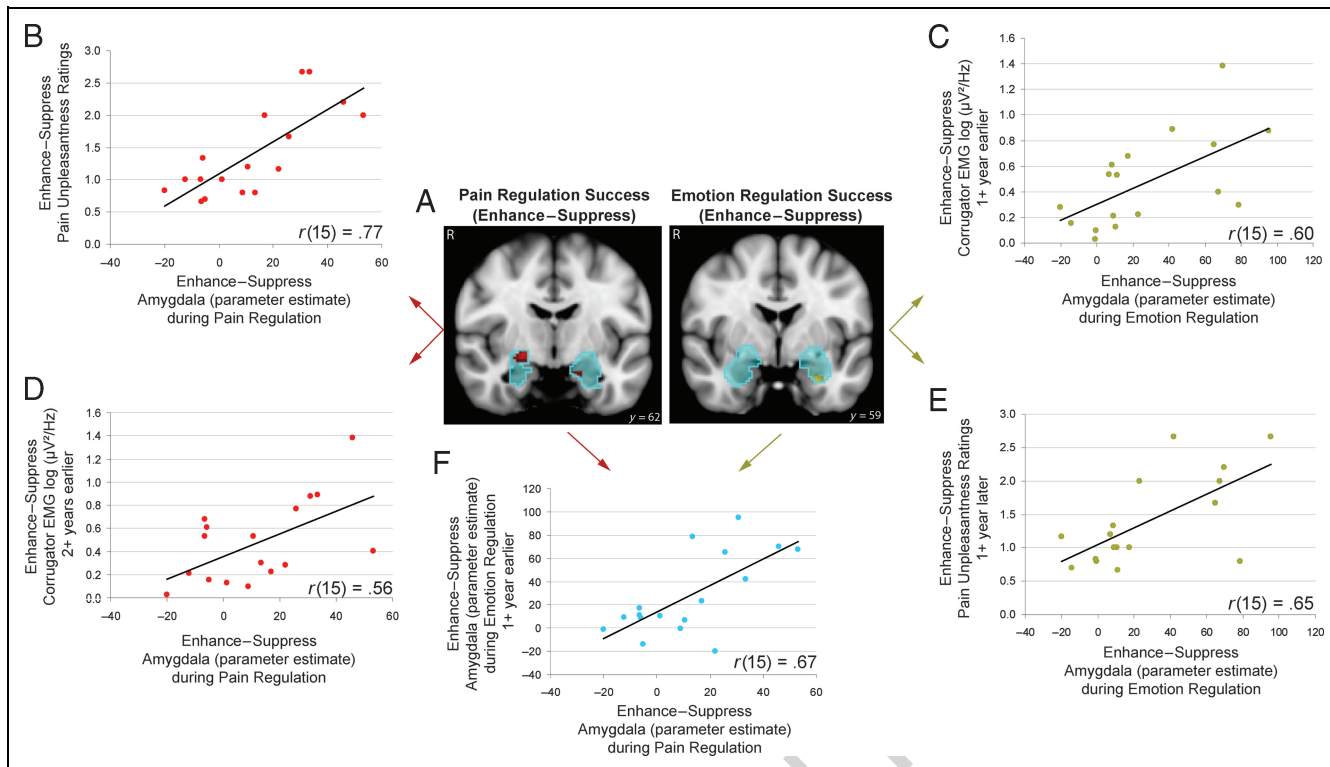 B
Enhance–Suppress
Pain Unpleasantness Ratings
3.0
2.5
2.0
1.5
1.0
0.5
0.0
–40
–20
0
20
40
60
r(15) = .77
Enhance–Suppress
Amygdala (parameter estimate)
during Pain Regulation
A
Pain Regulation Success
(Enhance–Suppress)
R
y = 62
Emotion Regulation Success
(Enhance–Suppress)
R
y = 59
C
Enhance–Suppress
Corrugator EMG log (µV²/Hz)
1+ year earlier
1.6
1.4
1.2
1.0
0.8
0.6
0.4
0.2
0.0
–40
–20
0
20
40
60
80
100
120
r(15) = .60
Enhance–Suppress
Amygdala (parameter estimate)
during Emotion Regulation
D
Enhance–Suppress
Corrugator EMG log (µV²/Hz)
2+ years earlier
1.6
1.4
1.2
1.0
0.8
0.6
0.4
0.2
0.0
–40
–20
0
20
40
60
r(15) = .56
Enhance–Suppress
Amygdala (parameter estimate)
during Pain Regulation
F
Enhance–Suppress
Amygdala (parameter estimate)
during Emotion Regulation
1+ year earlier
120
100
80
60
40
20
0
–20
–40
–40
–20
0
20
40
60
r(15) = .67
Enhance–Suppress
Amygdala (parameter estimate)
during Pain Regulation
E
Enhance–Suppress
Pain Unpleasantness Ratings
1+ year later
3.0
2.5
2.0
1.5
1.0
0.5
0.0
–40
–20
0
20
40
60
80
100
120
r(15) = .65
Enhance–Suppress
Amygdala (parameter estimate)
during Emotion Regulation